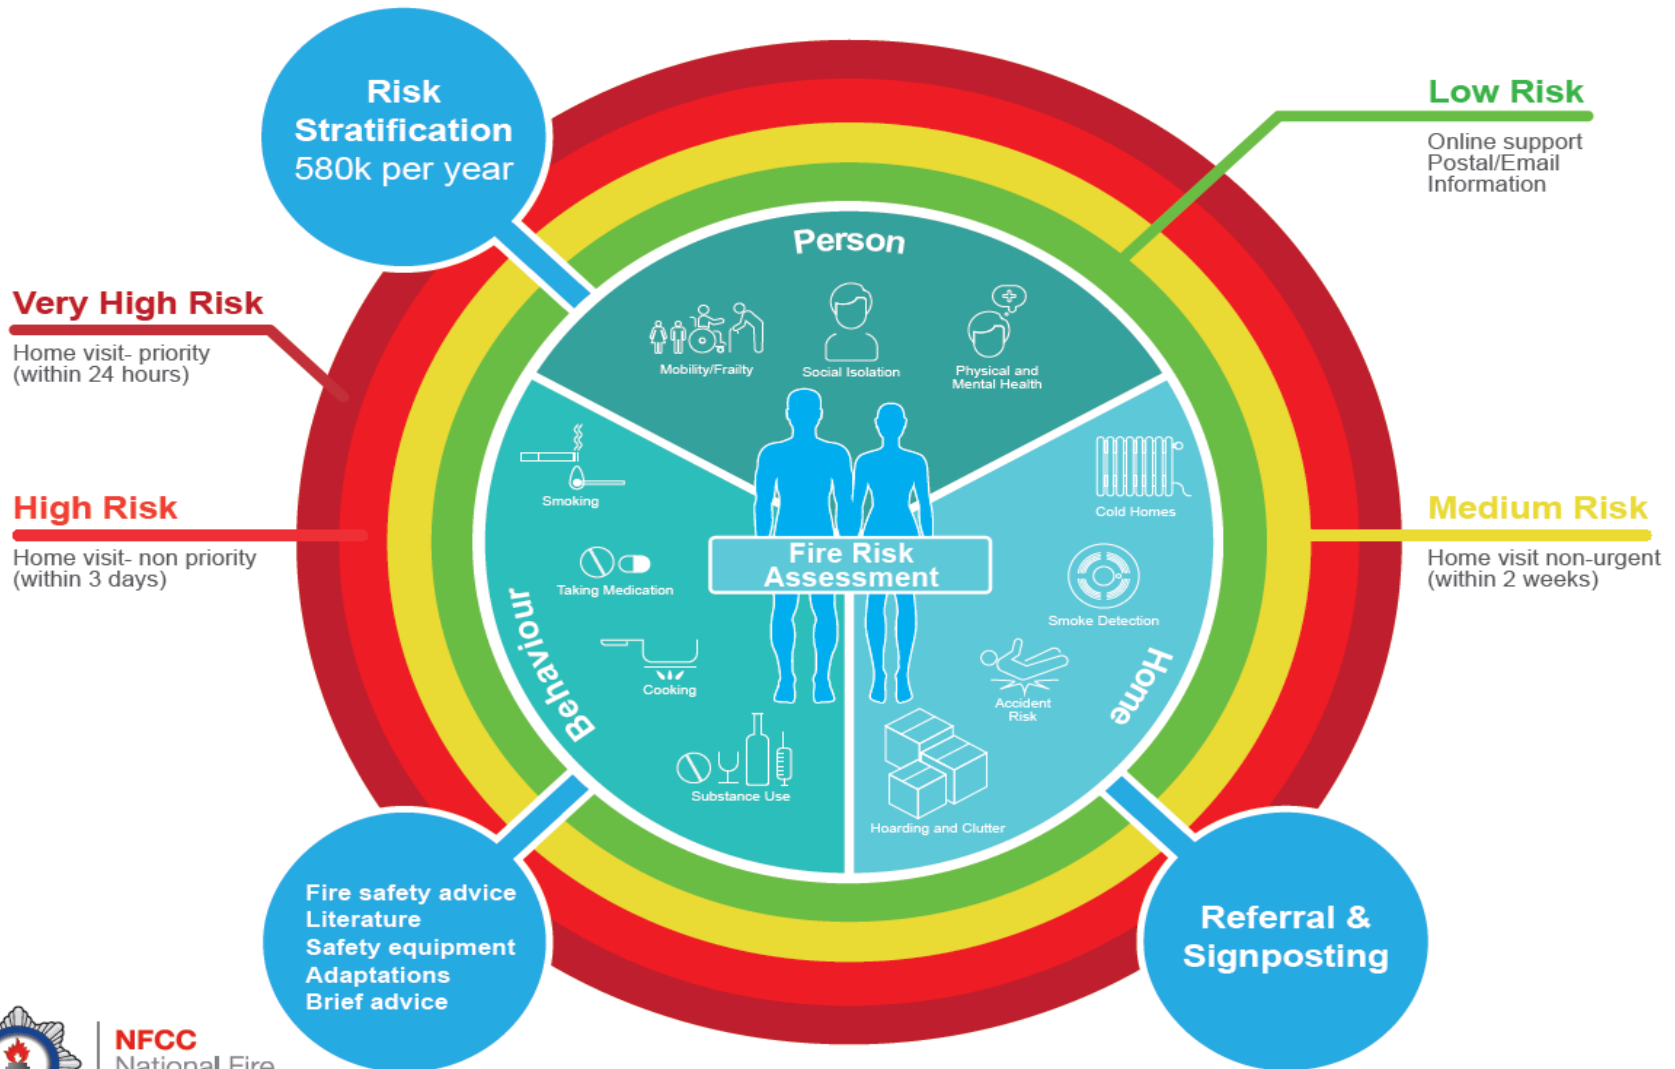 Risk
Stratification
580k per year
Low Risk
Online support
Postal/Email
Information
Very High Risk
Home visit- priority
(within 24 hours)
High Risk
Home visit- non priority
(within 3 days)
Medium Risk
Home visit non-urgent
(within 2 weeks)
Person
Mobility/Frailty
Social Isolation
Physical and
Mental Health
Fire Risk
Assessment
Behaviour
Smoking
Taking Medication
Cooking
Substance Use
Home
Cold Homes
Smoke Detection
Accident
Risk
Hoarding and Clutter
Fire safety advice
Literature
Safety equipment
Adaptations
Brief advice
Referral &
Signposting
NFCC
National Fire